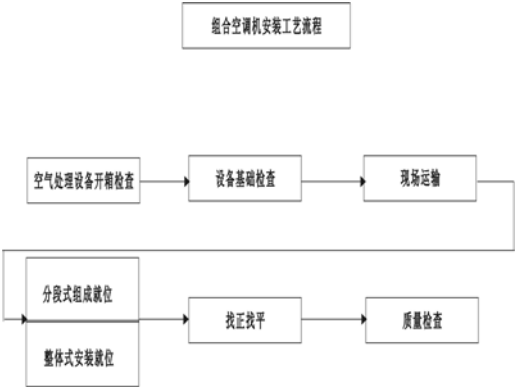 组合空调机安装工艺流程
空气处理设备开箱检查
设备基础检查
现场运输
分段式组成就位
整体式安装就位
找正找平
质量检查